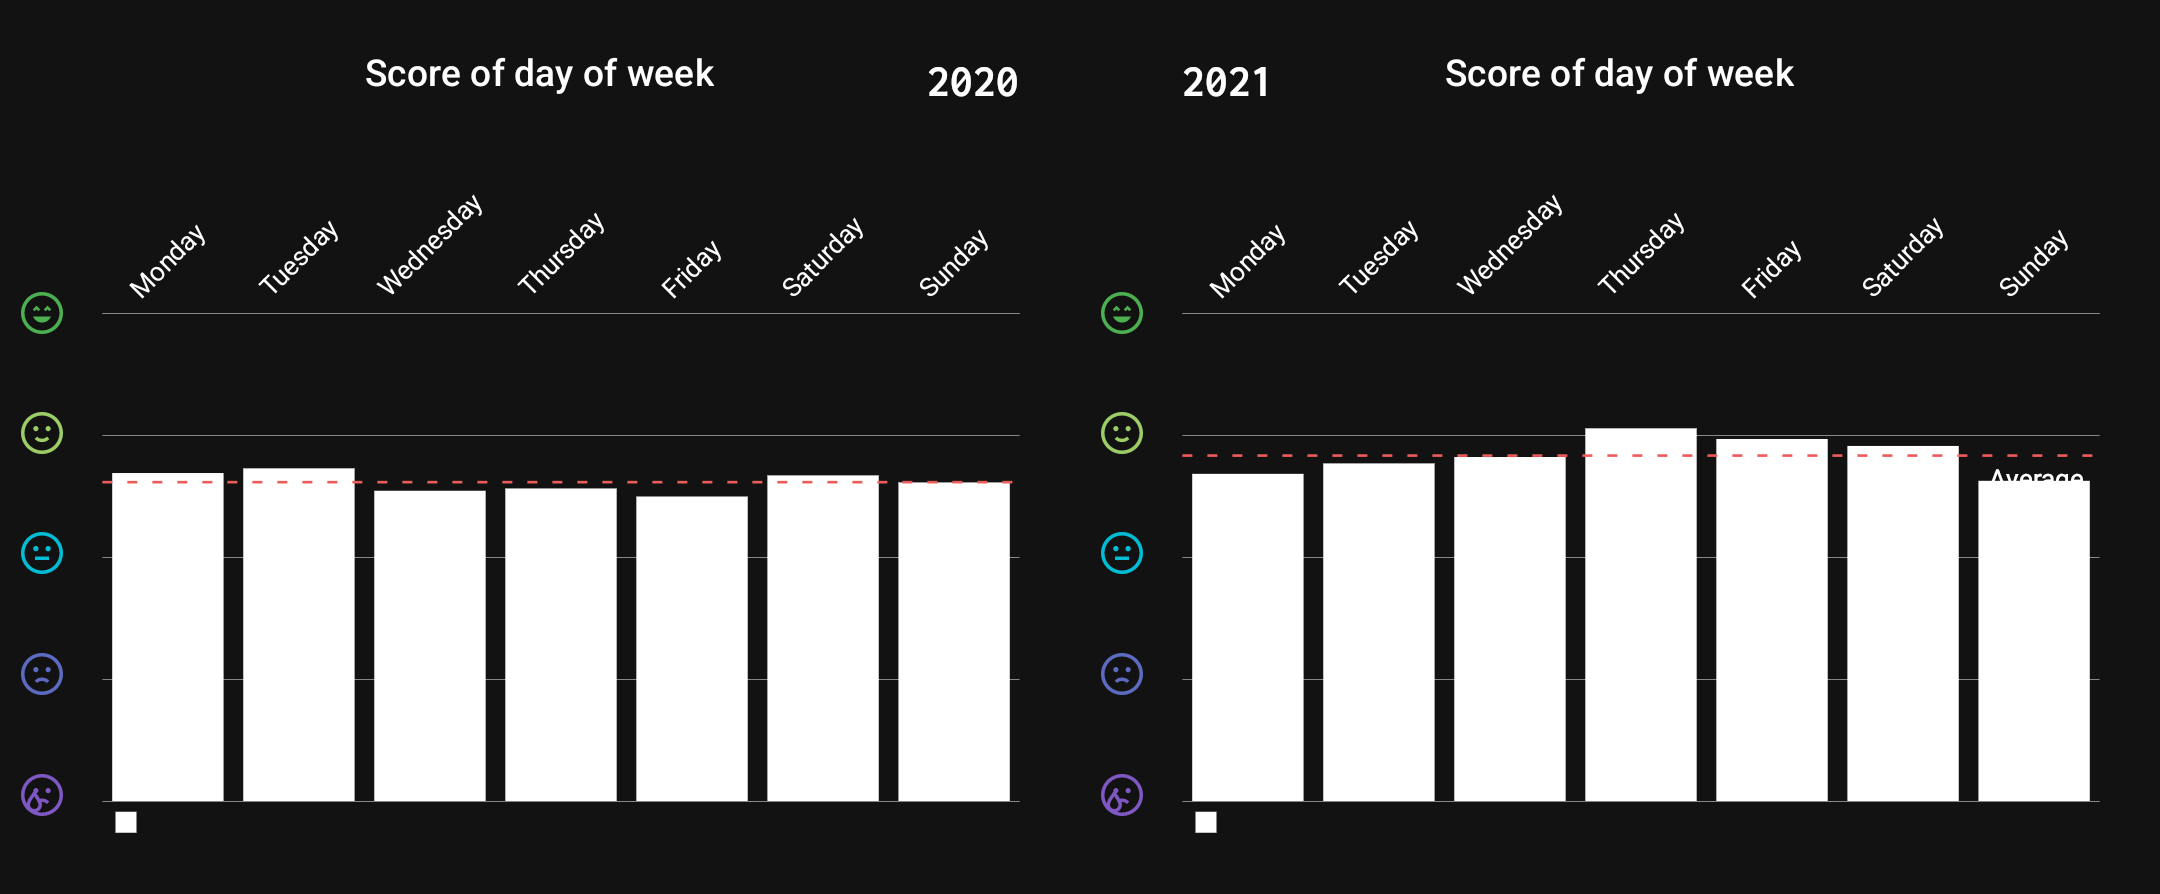 Score of day of week
2020
Monday
Tuesday
Wednesday
Thursday
Friday
Saturday
Sunday
2021
Score of day of week
Monday
Tuesday
Wednesday
Thursday
Friday
Saturday
Sunday
Average